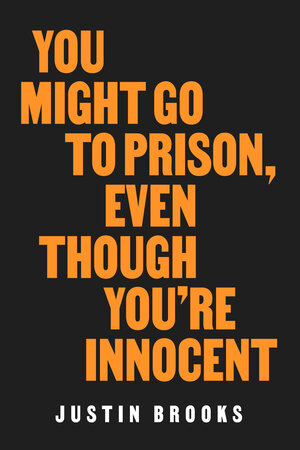 YOU
MIGHT GO
TO PRISON,
EVEN
THOUGH
YOU’RE
INNOCENT
JUSTIN BROOKS